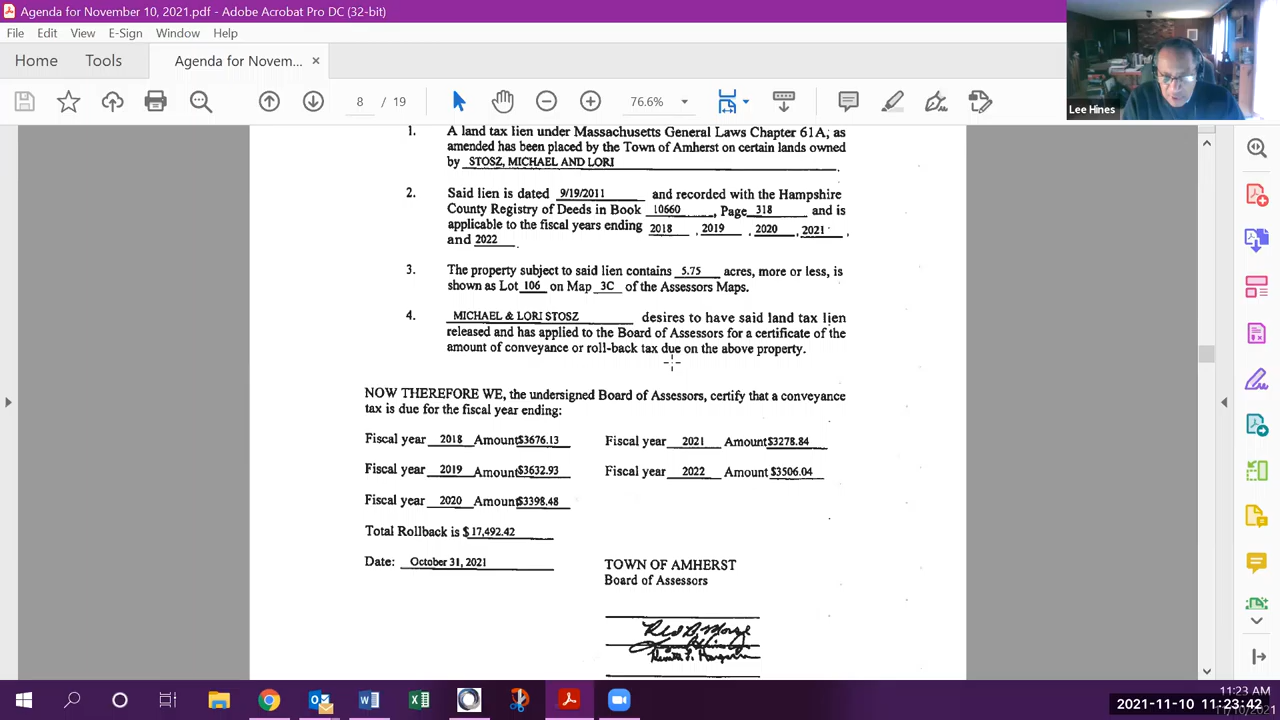 Agenda for November 10, 2021.pdf - Adobe Acrobat Pro DC (32-bit)
File Edit View E-Sign Window Help
Home Tools Agenda for Novem... ×
8 / 19 76.6%
Lee Hines
1. A land tax lien under Massachusetts General Laws Chapter 61A; as
amended has been placed by the Town of Amherst on certain lands owned
by STOSZ, MICHAEL AND LORI
2. Said lien is dated 9/19/2011 and recorded with the Hampshire
County Registry of Deeds in Book 10660, Page 318 and is
applicable to the fiscal years ending 2018, 2019, 2020, 2021,
and 2022.
3. The property subject to said lien contains 5.75 acres, more or less, is
shown as Lot 106 on Map 3C of the Assessors Maps.
4. MICHAEL & LORI STOSZ desires to have said land tax lien
released and has applied to the Board of Assessors for a certificate of the
amount of conveyance or roll-back tax due on the above property.
NOW THEREFORE WE, the undersigned Board of Assessors, certify that a conveyance
tax is due for the fiscal year ending:
Fiscal year 2018 Amount $3676.13 Fiscal year 2021 Amount $3278.84
Fiscal year 2019 Amount $3632.93 Fiscal year 2022 Amount $3506.04
Fiscal year 2020 Amount $3398.48
Total Rollback is $ 17,492.42
Date: October 31, 2021 TOWN OF AMHERST
Board of Assessors
11:23 AM
2021-11-10 11:23:42